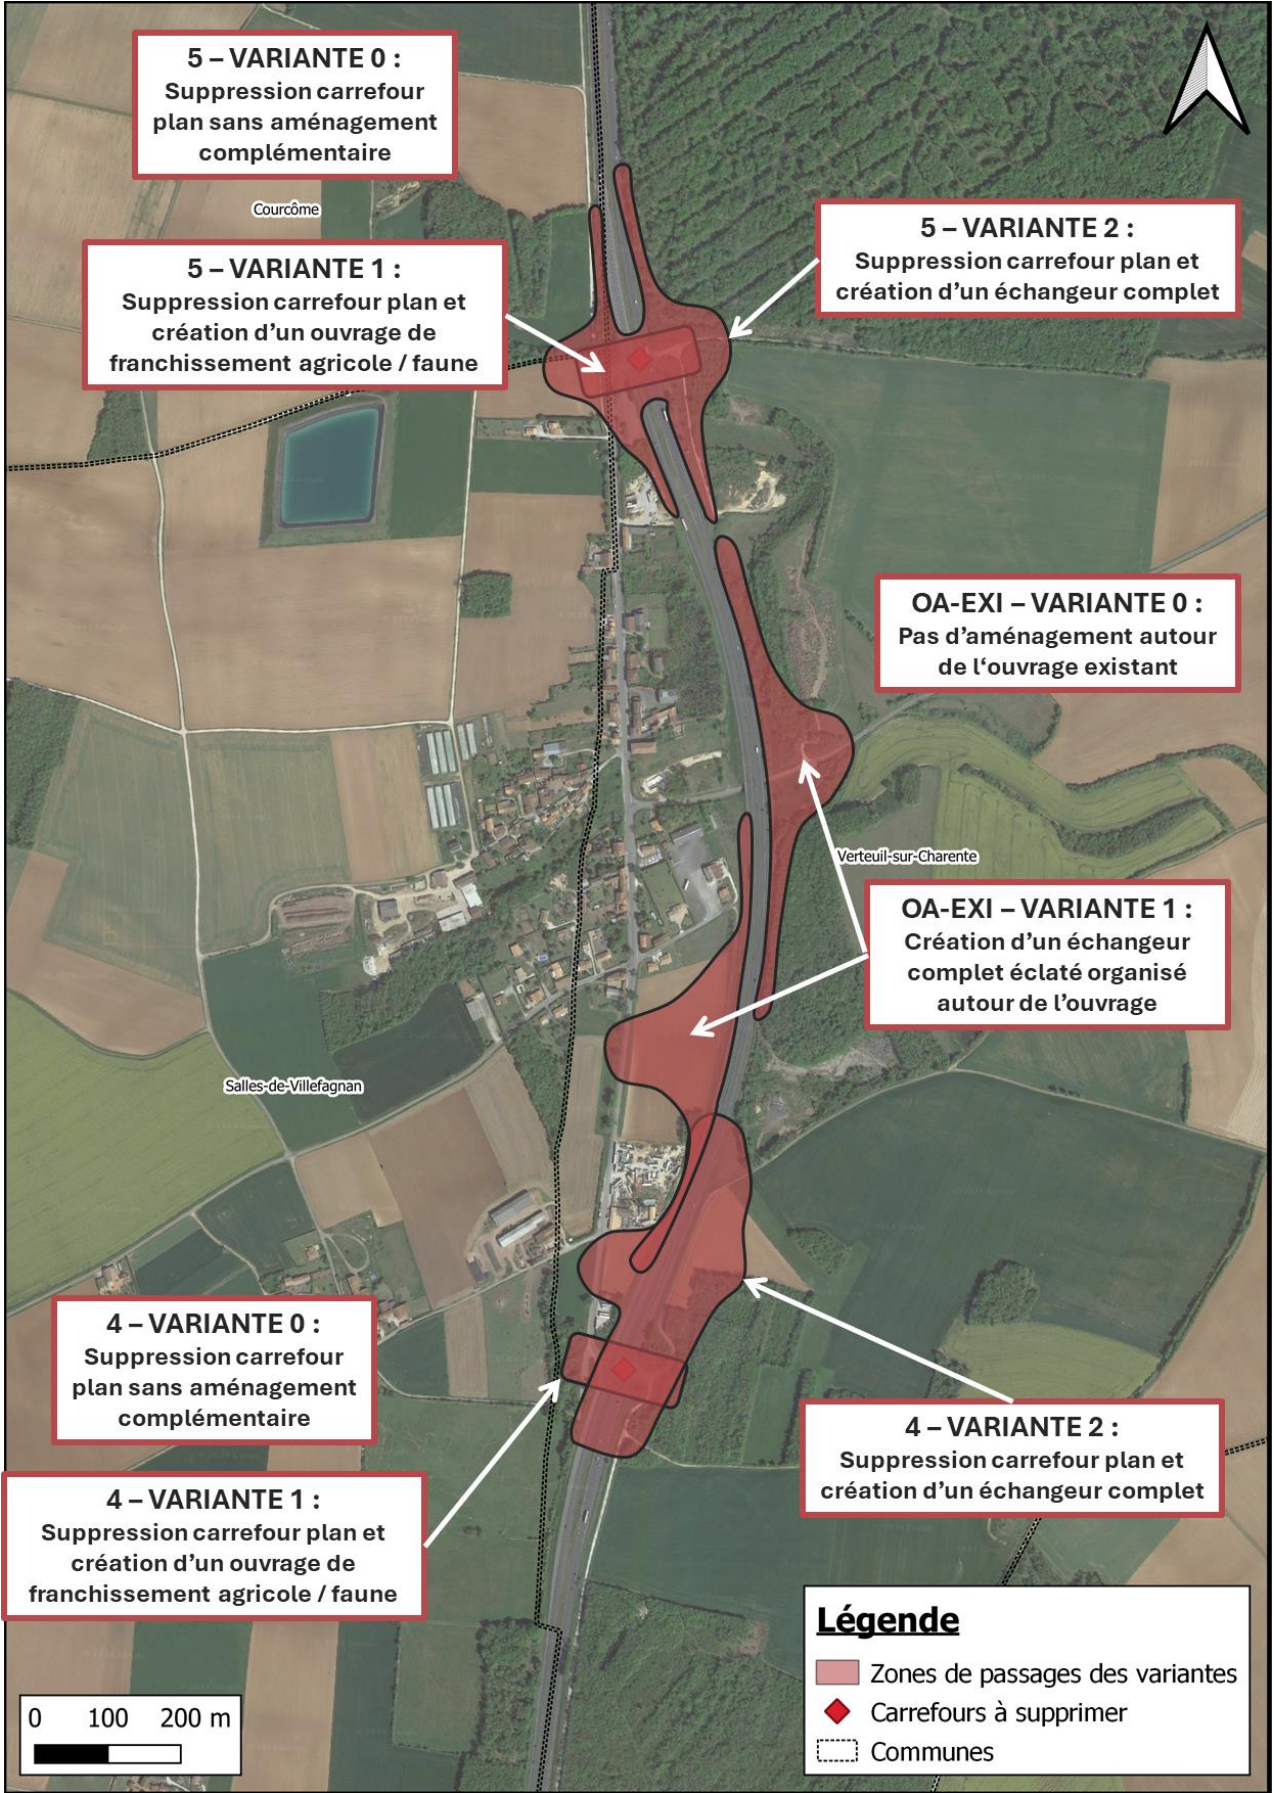 5 – VARIANTE 0 :
Suppression carrefour
plan sans aménagement
complémentaire
Courcôme
5 – VARIANTE 2 :
Suppression carrefour plan et
création d'un échangeur complet
5 – VARIANTE 1 :
Suppression carrefour plan et
création d'un ouvrage de
franchissement agricole / faune
OA-EXI – VARIANTE 0 :
Pas d'aménagement autour
de l'ouvrage existant
Verteuil-sur-Charente
OA-EXI – VARIANTE 1 :
Création d'un échangeur
complet éclaté organisé
autour de l'ouvrage
Salles-de-Villefagnan
4 – VARIANTE 0 :
Suppression carrefour
plan sans aménagement
complémentaire
4 – VARIANTE 2 :
Suppression carrefour plan et
création d'un échangeur complet
4 – VARIANTE 1 :
Suppression carrefour plan et
création d'un ouvrage de
franchissement agricole / faune
Légende
Zones de passages des variantes
Carrefours à supprimer
Communes
0 100 200 m